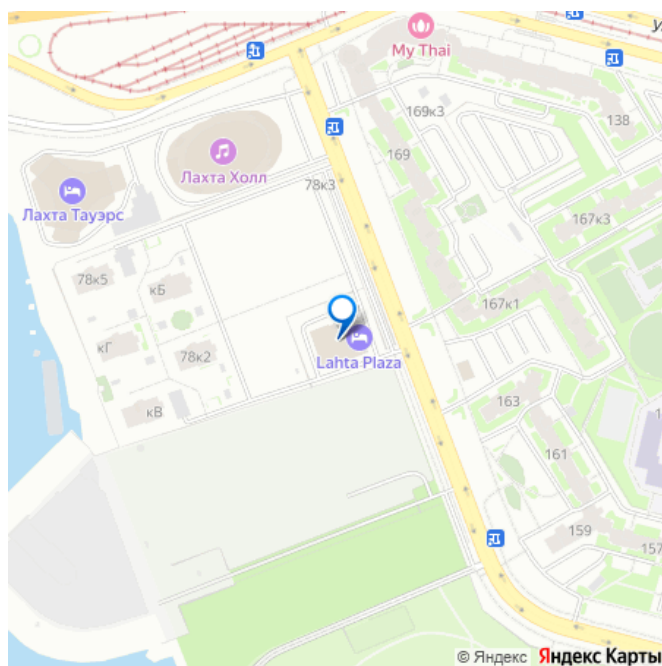 My Thai
169к3
138
169
Лахта Холл
78к3
Лахта Тауэрс
167к3
78к5
кБ
167к1
кГ
78к2
Lahta Plaza
163
кВ
161
159
157
© Яндекс Яндекс Карты